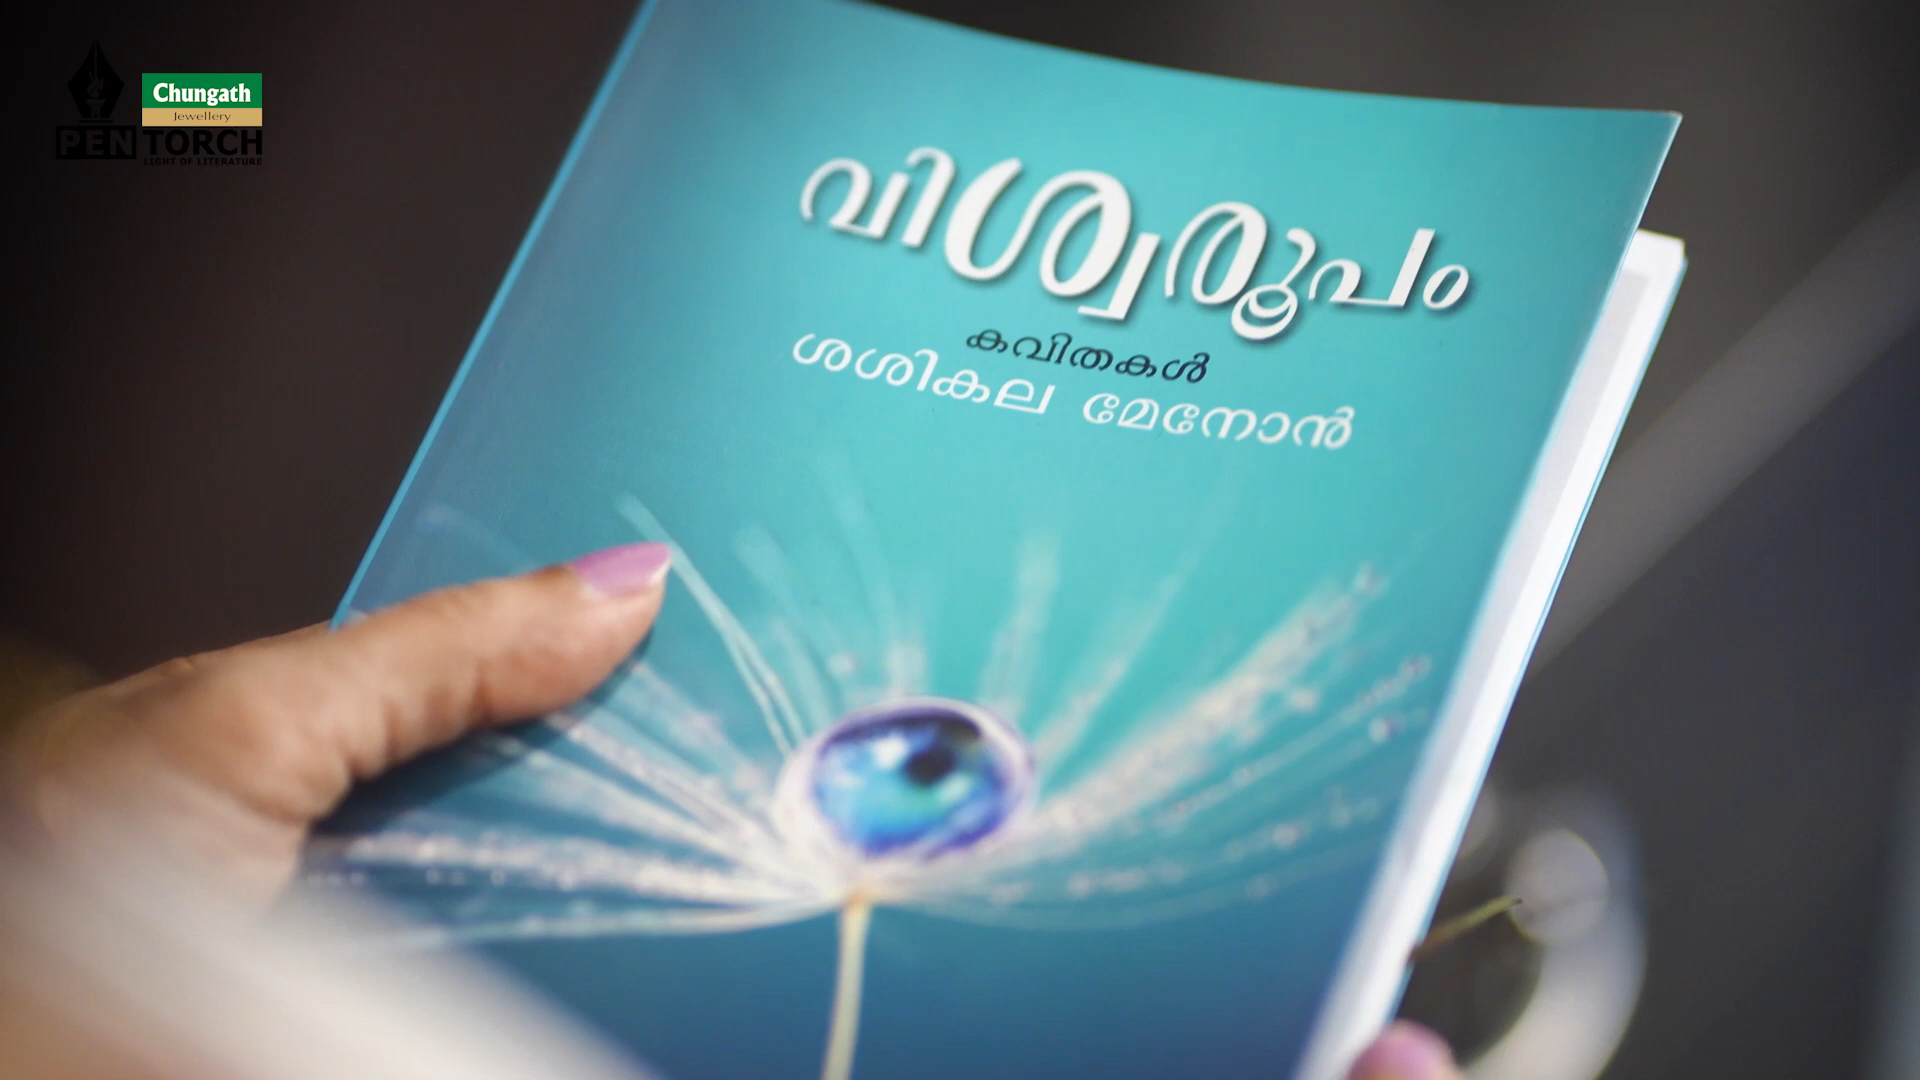 Chungath
Jewellery
PEN TORCH
LIGHT OF LITERATURE
വിശ്വരൂപം
കവിതകൾ
ശശികല മേനോൻ